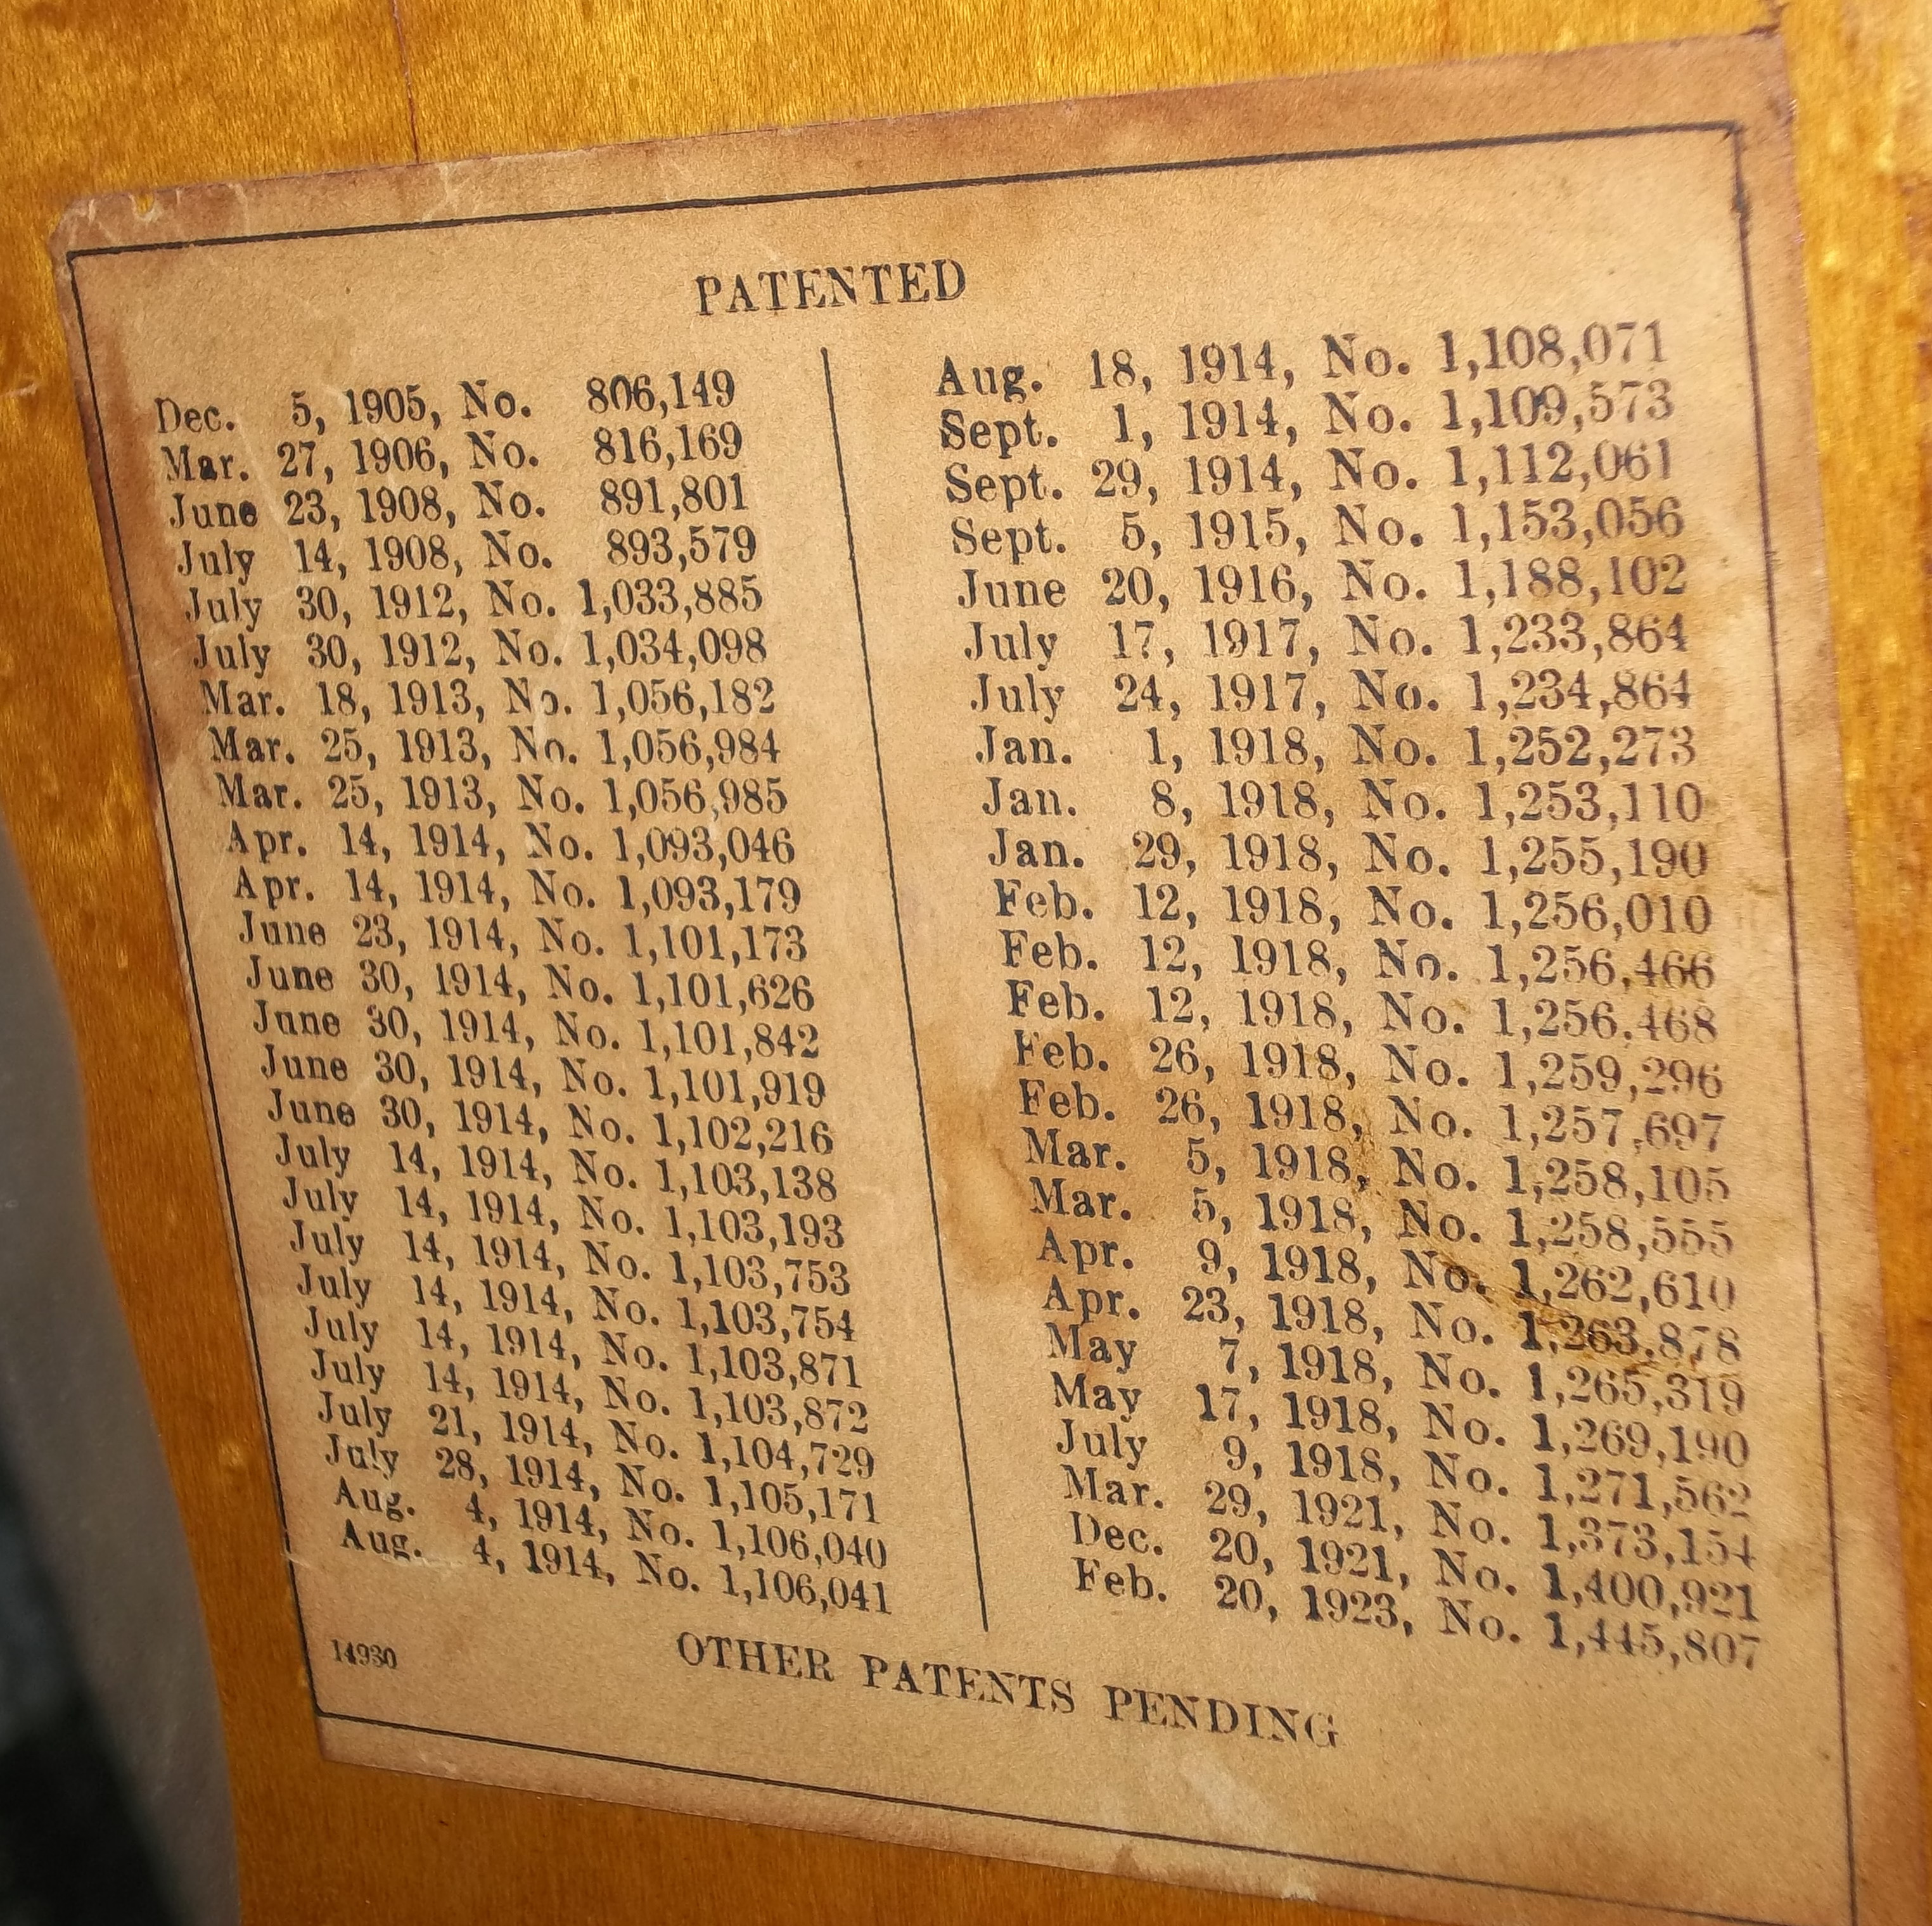 PATENTED
Dec. 5, 1905, No. 806,149
Mar. 27, 1906, No. 816,169
June 23, 1908, No. 891,801
July 14, 1908, No. 893,579
July 30, 1912, No. 1,033,885
July 30, 1912, No. 1,034,098
Mar. 18, 1913, No. 1,056,182
Mar. 25, 1913, No. 1,056,984
Mar. 25, 1913, No. 1,056,985
Apr. 14, 1914, No. 1,093,046
Apr. 14, 1914, No. 1,093,179
June 23, 1914, No. 1,101,173
June 30, 1914, No. 1,101,626
June 30, 1914, No. 1,101,842
June 30, 1914, No. 1,101,919
June 30, 1914, No. 1,102,216
July 14, 1914, No. 1,103,138
July 14, 1914, No. 1,103,193
July 14, 1914, No. 1,103,753
July 14, 1914, No. 1,103,754
July 14, 1914, No. 1,103,871
July 14, 1914, No. 1,103,872
July 21, 1914, No. 1,104,729
July 28, 1914, No. 1,105,171
Aug. 4, 1914, No. 1,106,040
Aug. 4, 1914, No. 1,106,041
Aug. 18, 1914, No. 1,108,071
Sept. 1, 1914, No. 1,109,573
Sept. 29, 1914, No. 1,112,061
Sept. 5, 1915, No. 1,153,056
June 20, 1916, No. 1,188,102
July 17, 1917, No. 1,233,864
July 24, 1917, No. 1,234,864
Jan. 1, 1918, No. 1,252,273
Jan. 8, 1918, No. 1,253,110
Jan. 29, 1918, No. 1,255,190
Feb. 12, 1918, No. 1,256,010
Feb. 12, 1918, No. 1,256,466
Feb. 12, 1918, No. 1,256,468
Feb. 26, 1918, No. 1,259,296
Feb. 26, 1918, No. 1,257,697
Mar. 5, 1918, No. 1,258,105
Mar. 5, 1918, No. 1,258,555
Apr. 9, 1918, No. 1,262,610
Apr. 23, 1918, No. 1,263,878
May 7, 1918, No. 1,265,319
May 17, 1918, No. 1,269,190
July 9, 1918, No. 1,271,562
Mar. 29, 1921, No. 1,373,154
Dec. 20, 1921, No. 1,400,921
Feb. 20, 1923, No. 1,445,807
14930
OTHER PATENTS PENDING